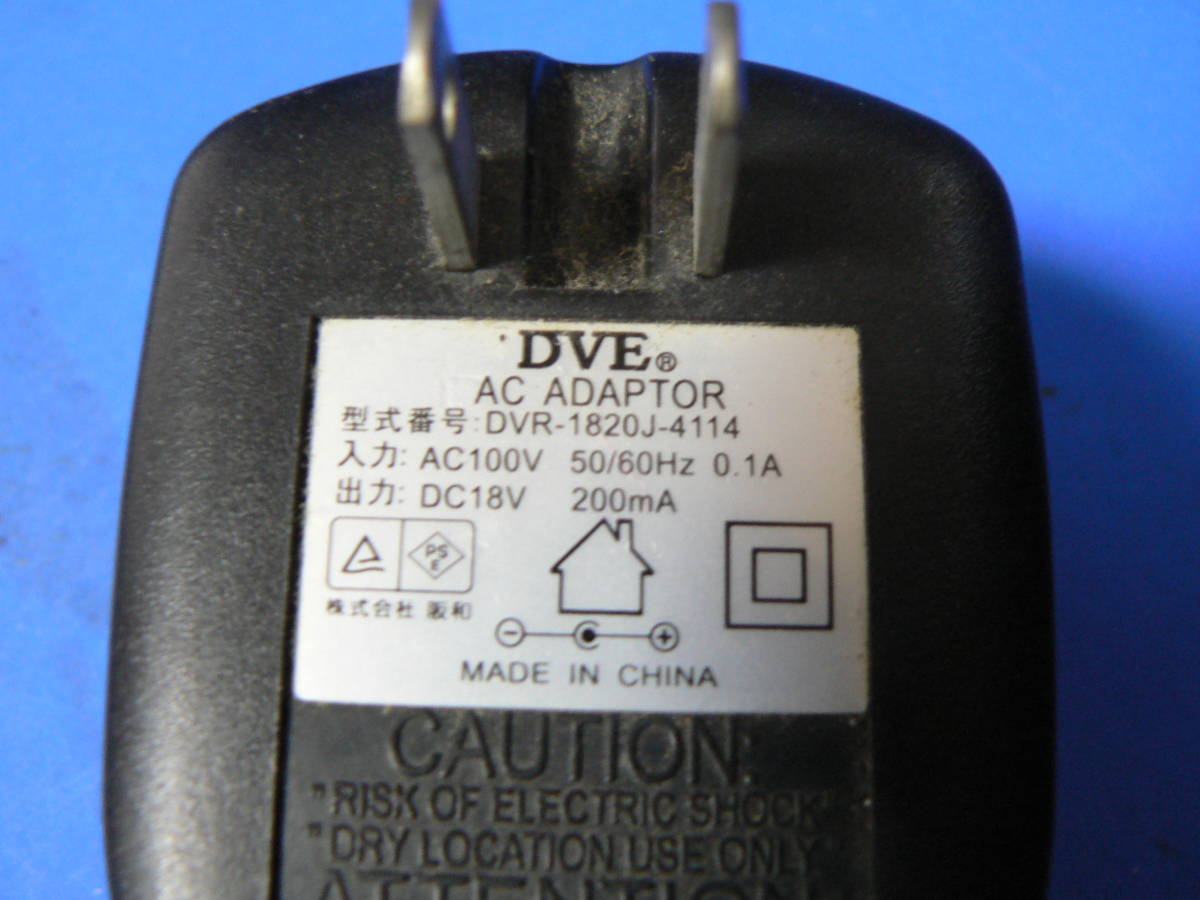 DVE®
AC ADAPTOR
型式番号: DVR-1820J-4114
入力: AC100V 50/60Hz 0.1A
出力: DC18V 200mA
PS
E
株式会社 阪和
MADE IN CHINA
CAUTION:
"RISK OF ELECTRIC SHOCK"
"DRY LOCATION USE ONLY"
ATTENTION